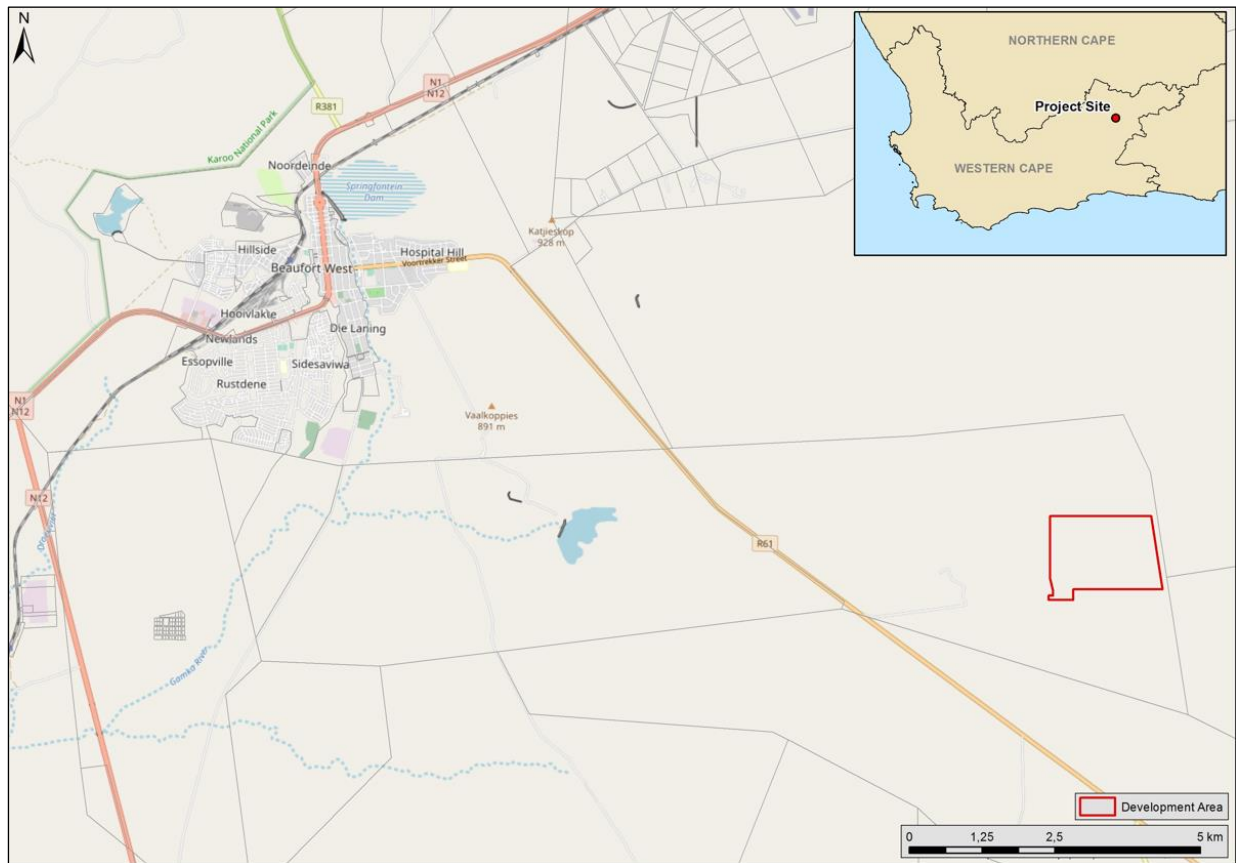 N
N1
N12
R381
Karoo National Park
Noordeinde
Springfontein
Dam
Katjieskop
928 m
Hillside
Hospital Hill
Voortrekker Street
Beaufort West
Hooivlakte
Die Laning
Newlands
Essopville
Sidesaviwa
Rustdene
N1
N12
Vaalkoppies
891 m
N12
R61
Gamka River
NORTHERN CAPE
Project Site
WESTERN CAPE
Development Area
0 1,25 2,5 5 km